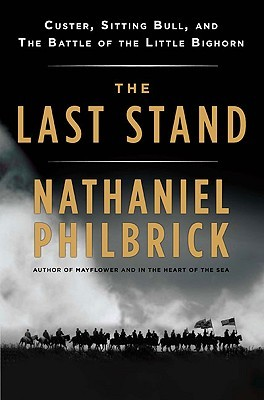 CUSTER, SITTING BULL, AND
THE BATTLE OF THE LITTLE BIGHORN
THE
LAST STAND
NATHANIEL
PHILBRICK
AUTHOR OF MAYFLOWER AND IN THE HEART OF THE SEA